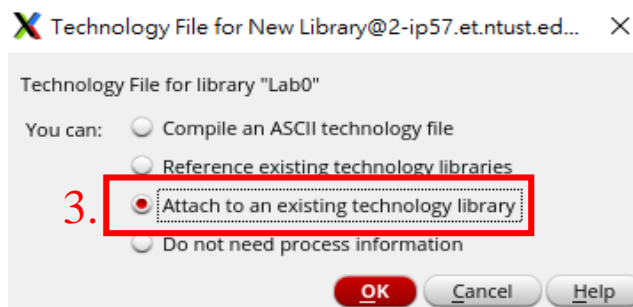 Technology File for New Library@2-ip57.et.ntust.ed...
Technology File for library "Lab0"
You can: Compile an ASCII technology file
Reference existing technology libraries
3. Attach to an existing technology library
Do not need process information
OK Cancel Help